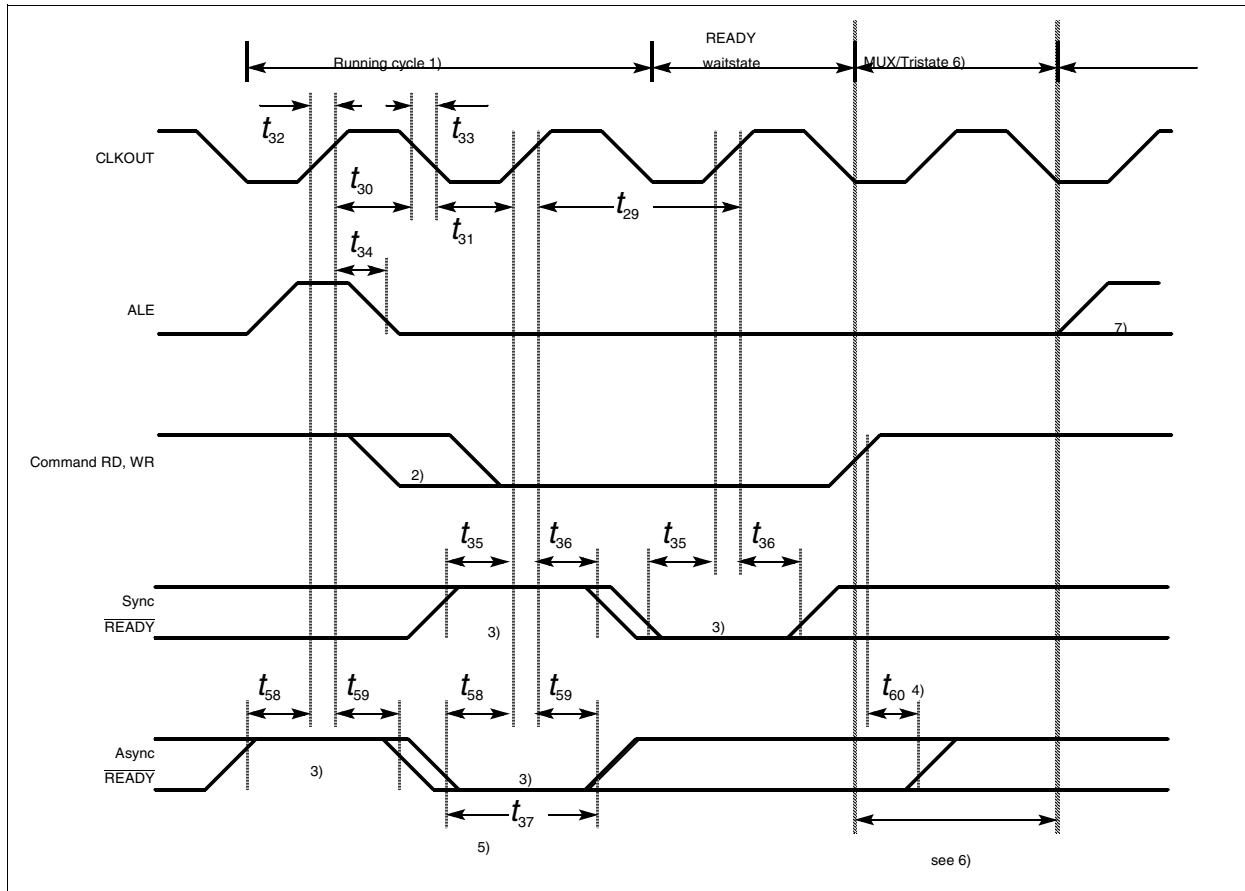 READY
Running cycle 1)
waitstate
MUX/Tristate 6)
t32
t33
CLKOUT
t30
t29
t31
t34
ALE
7)
Command RD, WR
2)
t35
t36
t35
t36
Sync
READY
3)
3)
t58
t59
t58
t59
t60 4)
Async
READY
3)
3)
t37
5)
see 6)